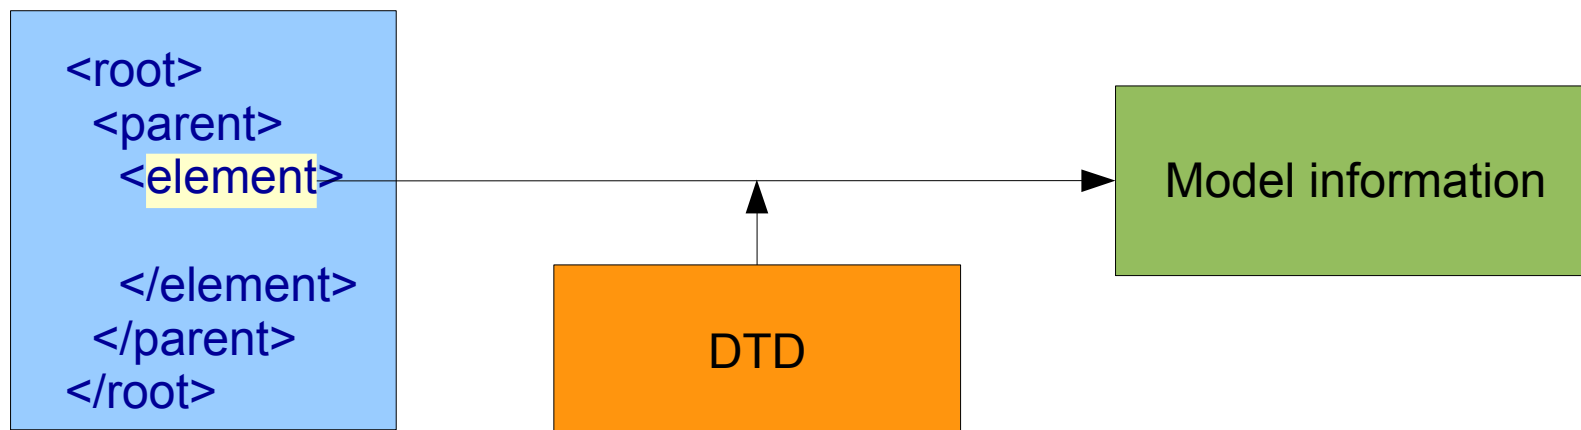 <root>
<parent>
<element>
</element>
</parent>
</root>
DTD
Model information